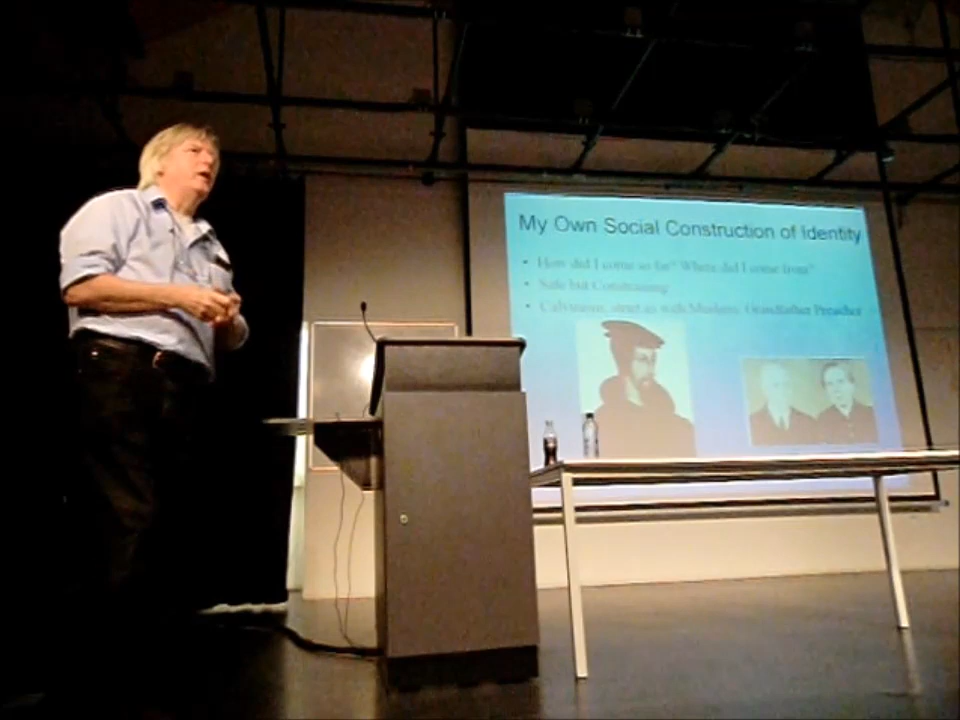 My Own Social Construction of Identity
• How did I come so far? Where did I come from?
• Safe but Constraining
• Calvinism, strict as with Muslims, Grandfather Preacher